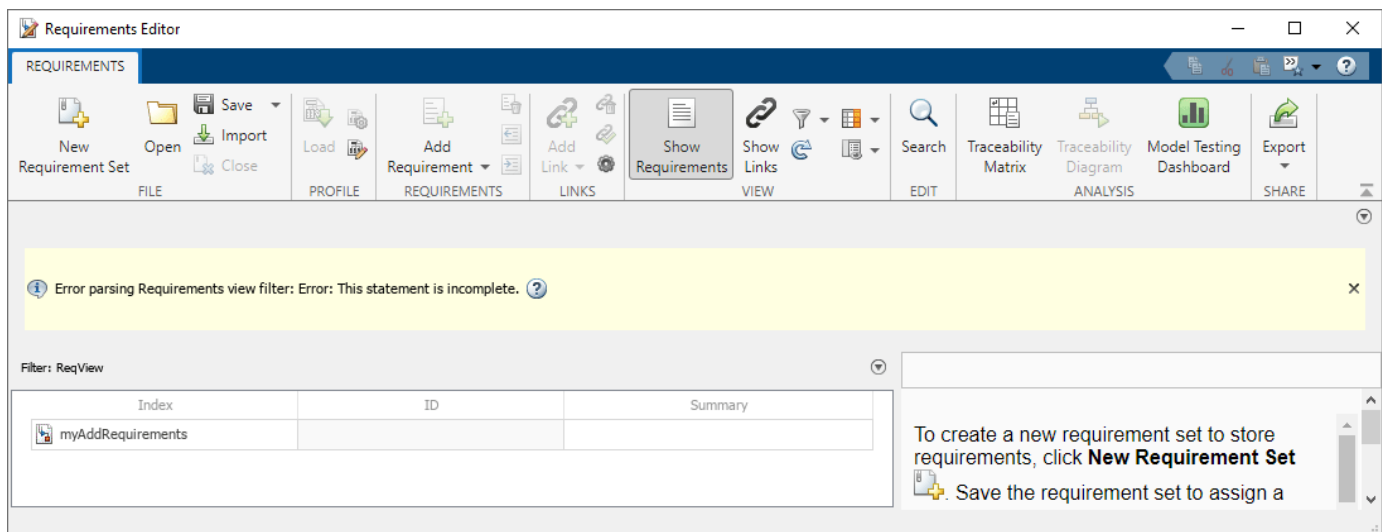 Requirements Editor
REQUIREMENTS
New Requirement Set
Open
Save
Import
Close
FILE
Load
PROFILE
Add Requirement
REQUIREMENTS
Add Link
LINKS
Show Requirements
Show Links
VIEW
Search
EDIT
Traceability Matrix
Traceability Diagram
Model Testing Dashboard
ANALYSIS
Export
SHARE
Error parsing Requirements view filter: Error: This statement is incomplete.
Filter: ReqView
Index ID Summary
myAddRequirements
To create a new requirement set to store
requirements, click New Requirement Set
. Save the requirement set to assign a